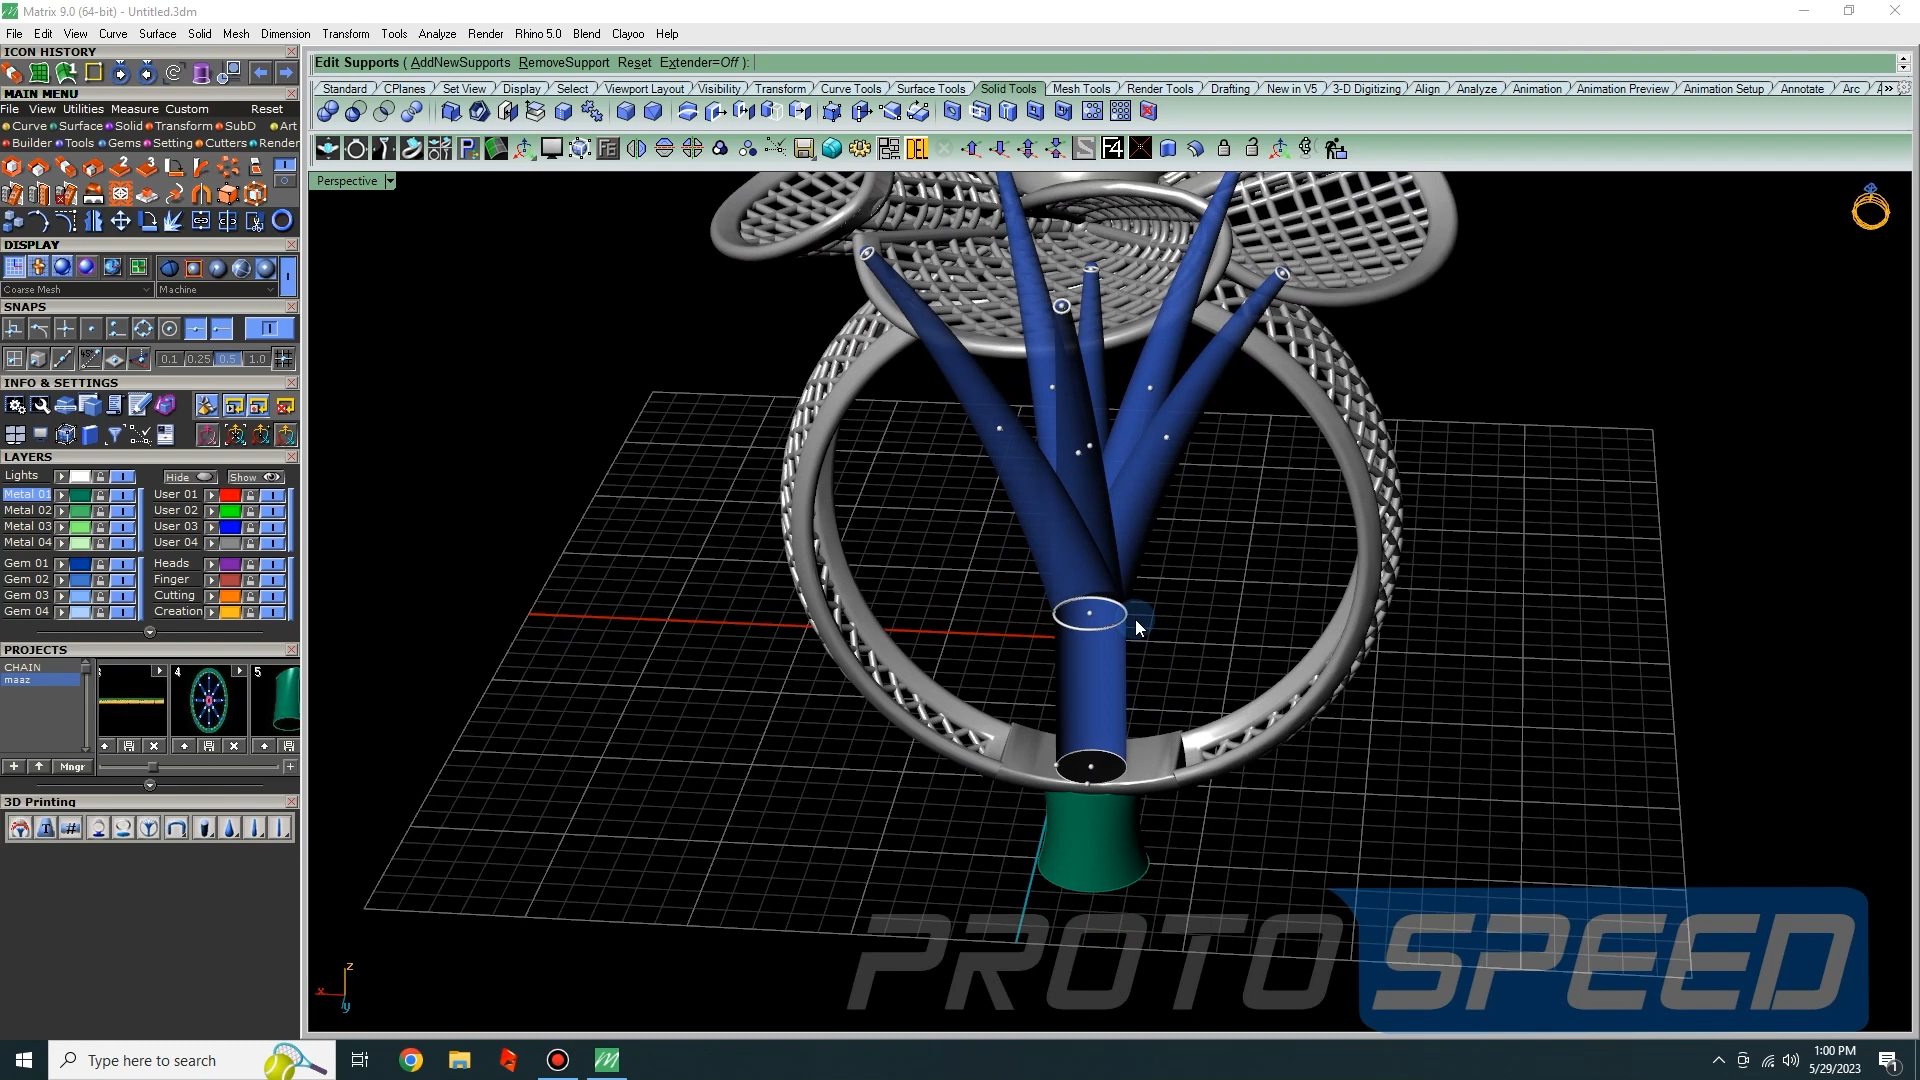 Matrix 9.0 (64-bit) - Untitled.3dm
File Edit View Curve Surface Solid Mesh Dimension Transform Tools Analyze Render Rhino 5.0 Blend Clayoo Help
ICON HISTORY
MAIN MENU
File View Utilities Measure Custom Reset
Curve Surface Solid Transform SubD Art
Builder Tools Gems Setting Cutters Render
DISPLAY
Coarse Mesh Machine
SNAPS
0.1 0.25 0.5 1.0
INFO & SETTINGS
LAYERS
Lights Hide Show
Metal 01 User 01
Metal 02 User 02
Metal 03 User 03
Metal 04 User 04
Gem 01 Heads
Gem 02 Finger
Gem 03 Cutting
Gem 04 Creation
PROJECTS
CHAIN
maaz
4 5
Mngr
3D Printing
Edit Supports ( AddNewSupports RemoveSupport Reset Extender=Off ):
Standard CPlanes Set View Display Select Viewport Layout Visibility Transform Curve Tools Surface Tools Solid Tools Mesh Tools Render Tools Drafting New in V5 3-D Digitizing Align Analyze Animation Animation Preview Animation Setup Annotate Arc
F4
Perspective
z
x
y
PROTO SPEED
Type here to search
1:00 PM
5/29/2023
1